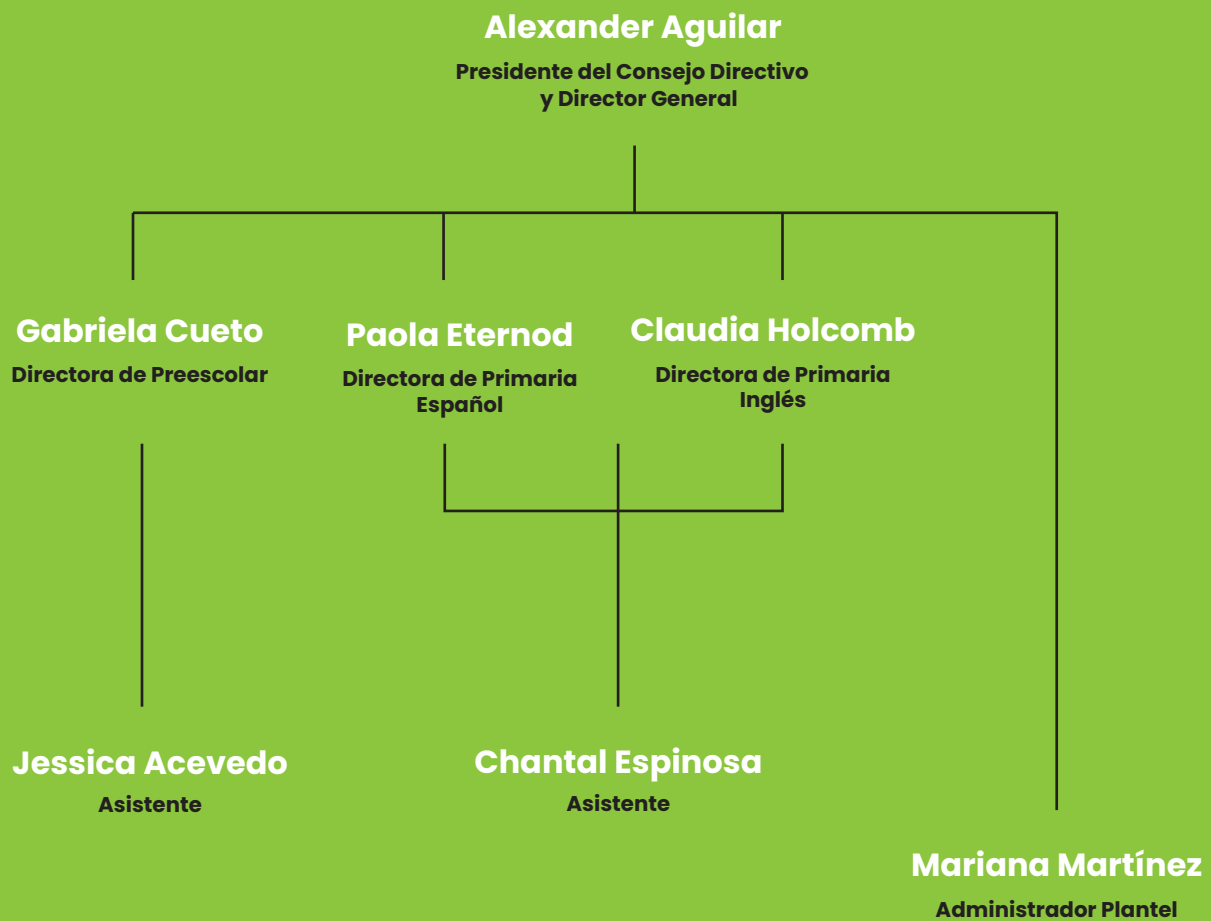 Alexander Aguilar
Presidente del Consejo Directivo
y Director General
Gabriela Cueto
Directora de Preescolar
Paola Eternod
Directora de Primaria
Español
Claudia Holcomb
Directora de Primaria
Inglés
Jessica Acevedo
Asistente
Chantal Espinosa
Asistente
Mariana Martínez
Administrador Plantel